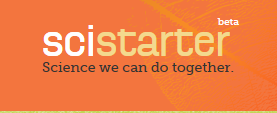 beta
scistarter
Science we can do together.